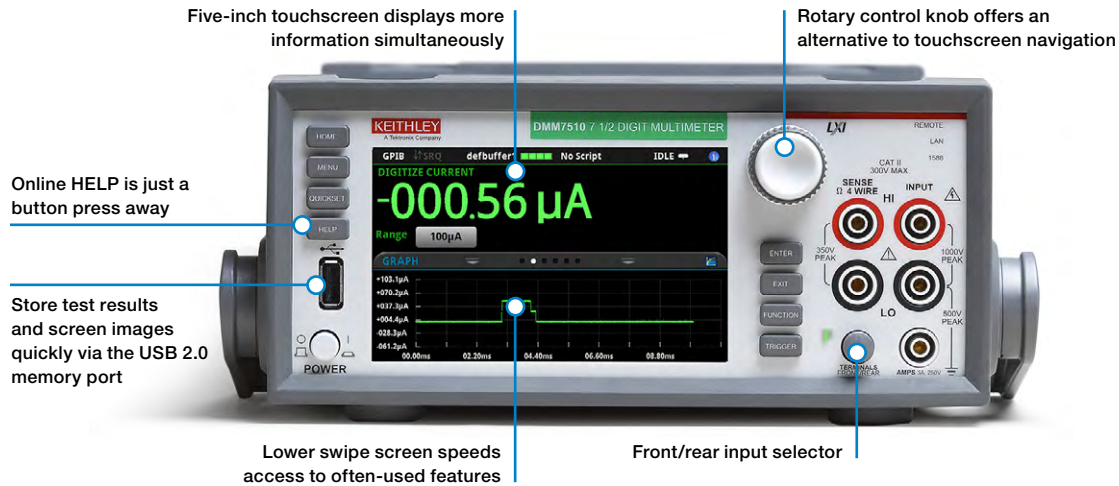 Five-inch touchscreen displays more
information simultaneously
Rotary control knob offers an
alternative to touchscreen navigation
Online HELP is just a
button press away
Store test results
and screen images
quickly via the USB 2.0
memory port
HOME
MENU
QUICKSET
HELP
POWER
KEITHLEY
A Tektronix Company
DMM7510 7 1/2 DIGIT MULTIMETER
GPIB SRQ defbuffer1 No Script IDLE
DIGITIZE CURRENT
-000.56 µA
Range 100µA
GRAPH
+103.1µA
+070.2µA
+037.3µA
+004.4µA
-028.3µA
-061.2µA
00.00ms 02.20ms 04.40ms 06.60ms 08.80ms
ENTER
EXIT
FUNCTION
TRIGGER
LXI
REMOTE
LAN
1588
CAT II
300V MAX
SENSE
Ω 4 WIRE
INPUT
HI
350V
PEAK
1000V
PEAK
LO
500V
PEAK
TERMINALS
FRONT/REAR
AMPS 3A, 250V
Lower swipe screen speeds
access to often-used features
Front/rear input selector